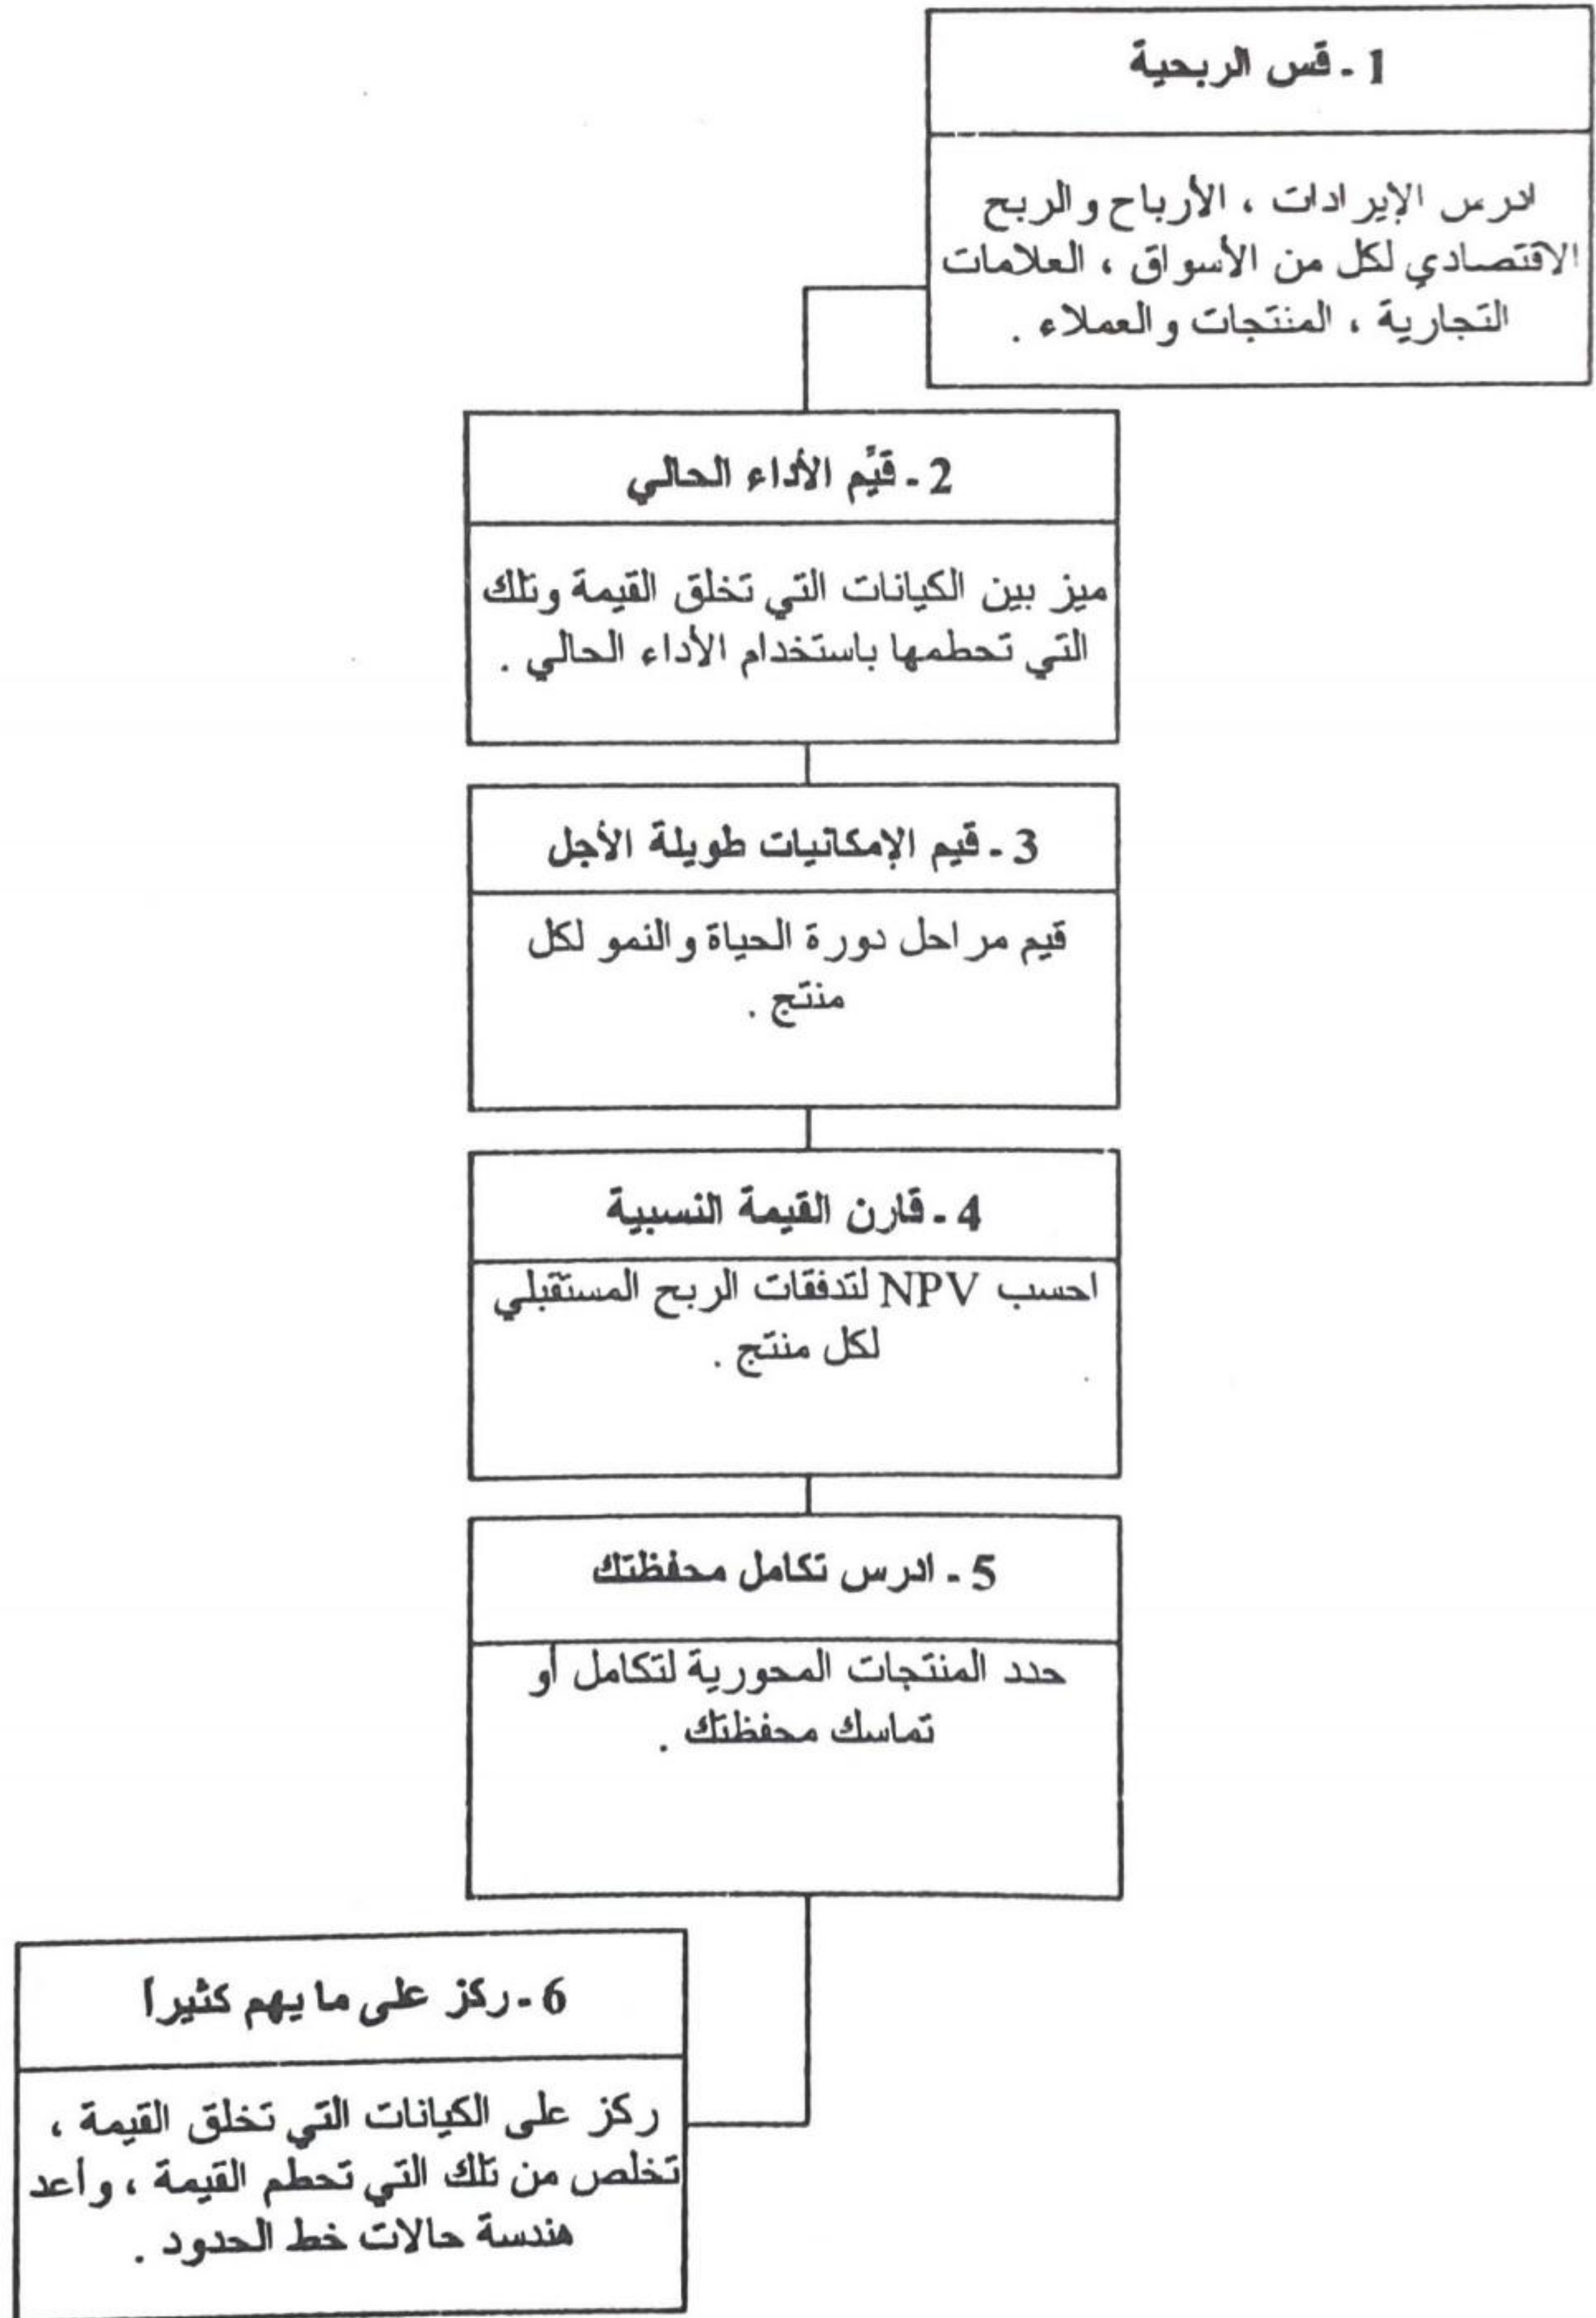 1 - قس الربحية
ادرس الإيرادات ، الأرباح والربح
الاقتصادي لكل من الأسواق ، العلامات
التجارية ، المنتجات والعملاء .
2 - قيِّم الأداء الحالي
ميز بين الكيانات التي تخلق القيمة وتلك
التي تحطمها باستخدام الأداء الحالي .
3 - قيم الإمكانيات طويلة الأجل
قيم مراحل دورة الحياة والنمو لكل
منتج .
4 - قارن القيمة النسبية
احسب NPV لتدفقات الربح المستقبلي
لكل منتج .
5 - ادرس تكامل محفظتك
حدد المنتجات المحورية لتكامل أو
تماسك محفظتك .
6 - ركز على ما يهم كثيراً
ركز على الكيانات التي تخلق القيمة ،
تخلص من تلك التي تحطم القيمة ، وأعد
هندسة حالات خط الحدود .